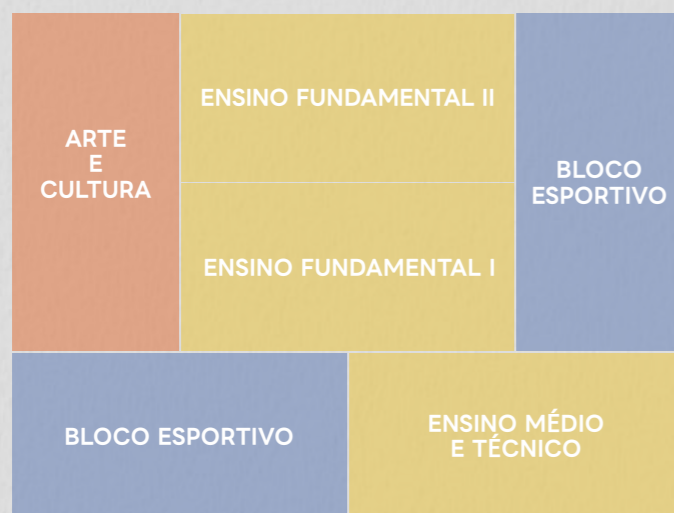 ENSINO FUNDAMENTAL II
ARTE
E
CULTURA
BLOCO
ESPORTIVO
ENSINO FUNDAMENTAL I
BLOCO ESPORTIVO
ENSINO MÉDIO
E TÉCNICO